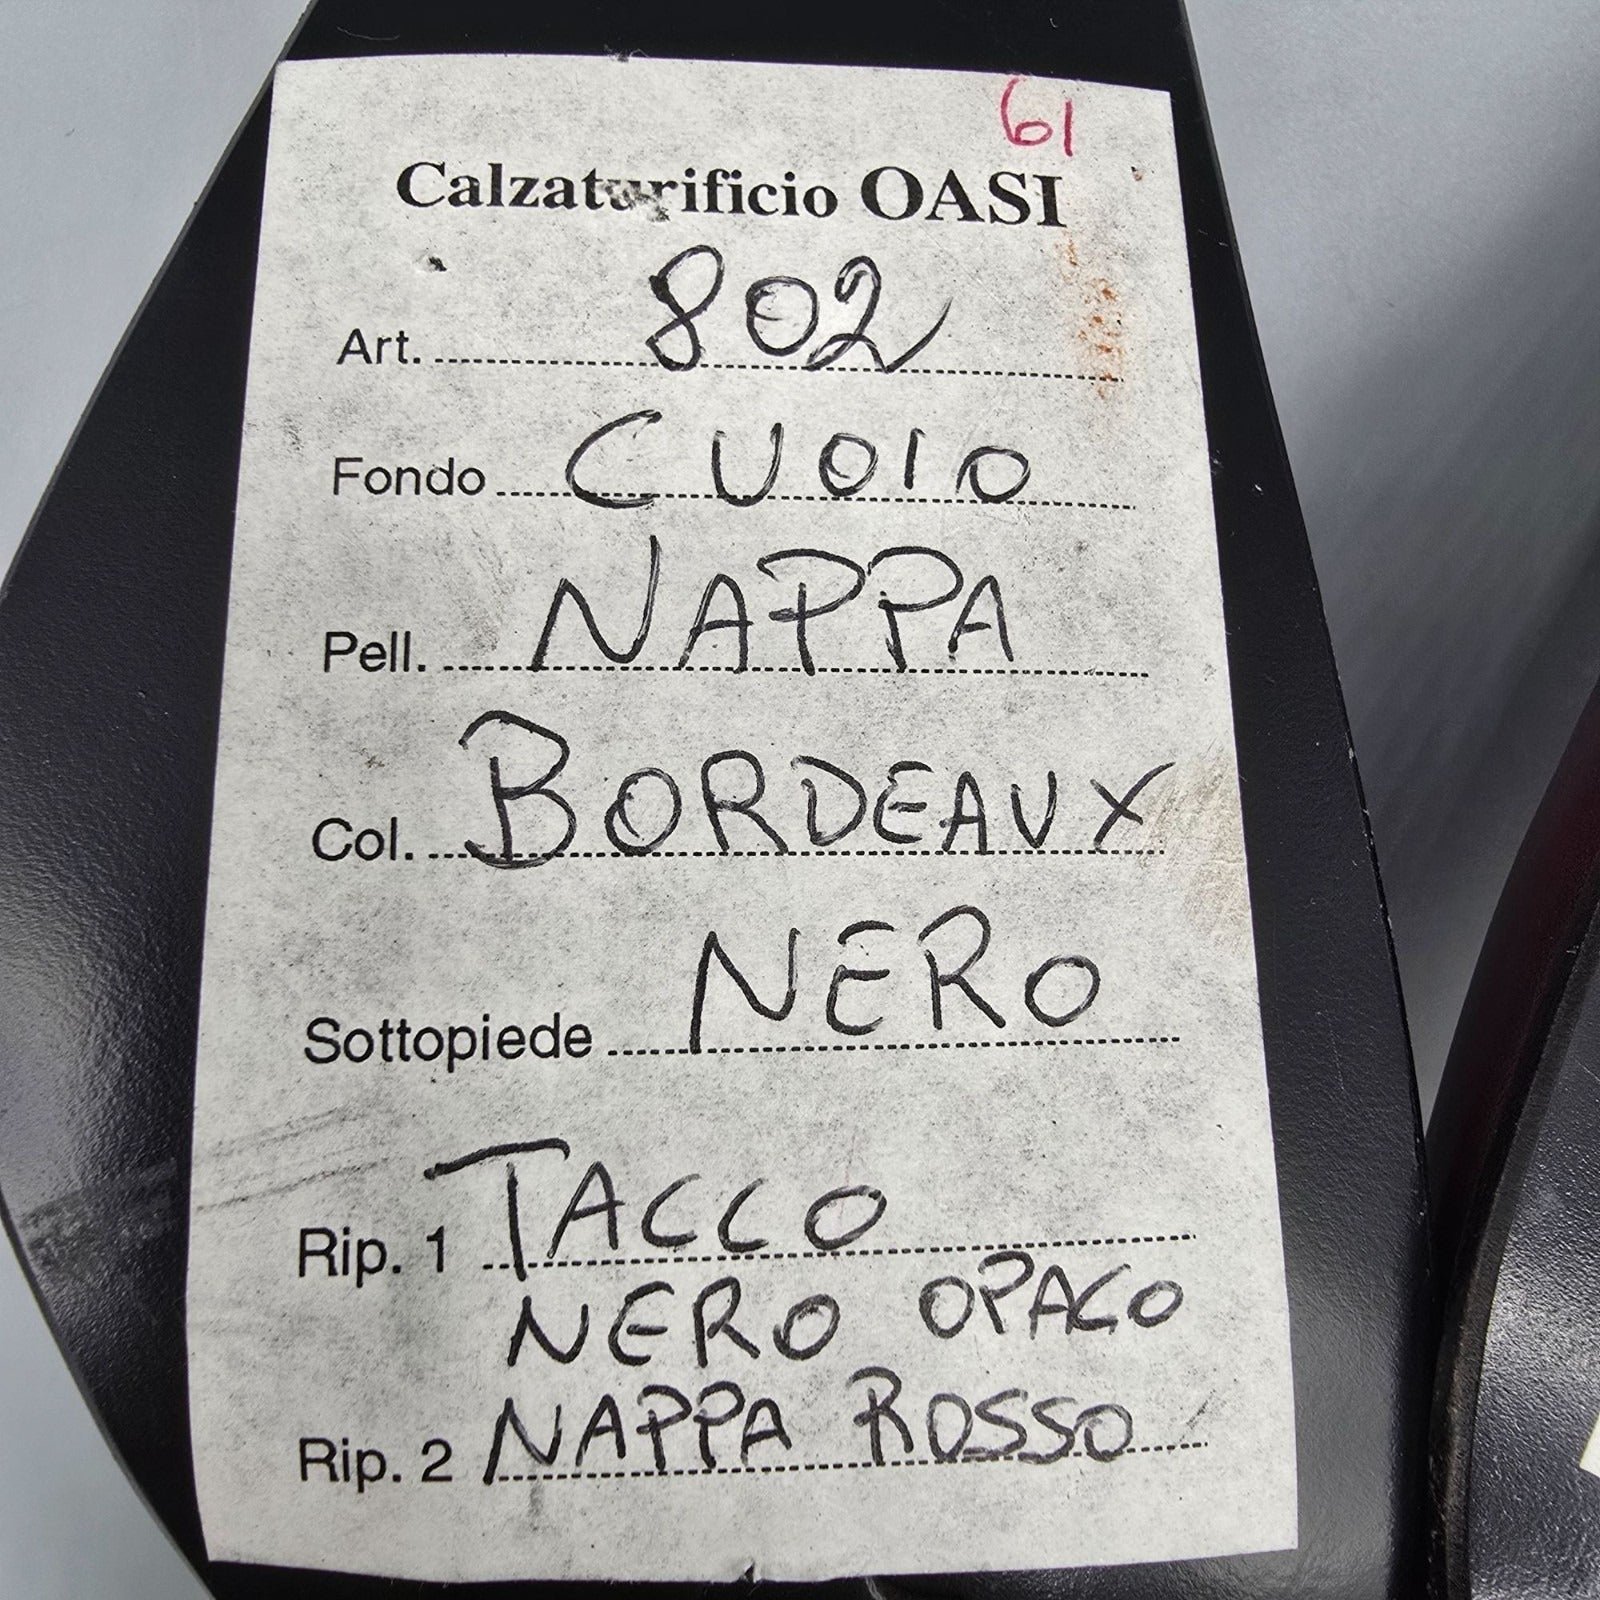 61
Calzaturificio OASI
Art. 802
Fondo CUOIO
Pell. NAPPA
Col. BORDEAUX
Sottopiede NERO
Rip. 1 TACCO
NERO OPACO
Rip. 2 NAPPA ROSSO